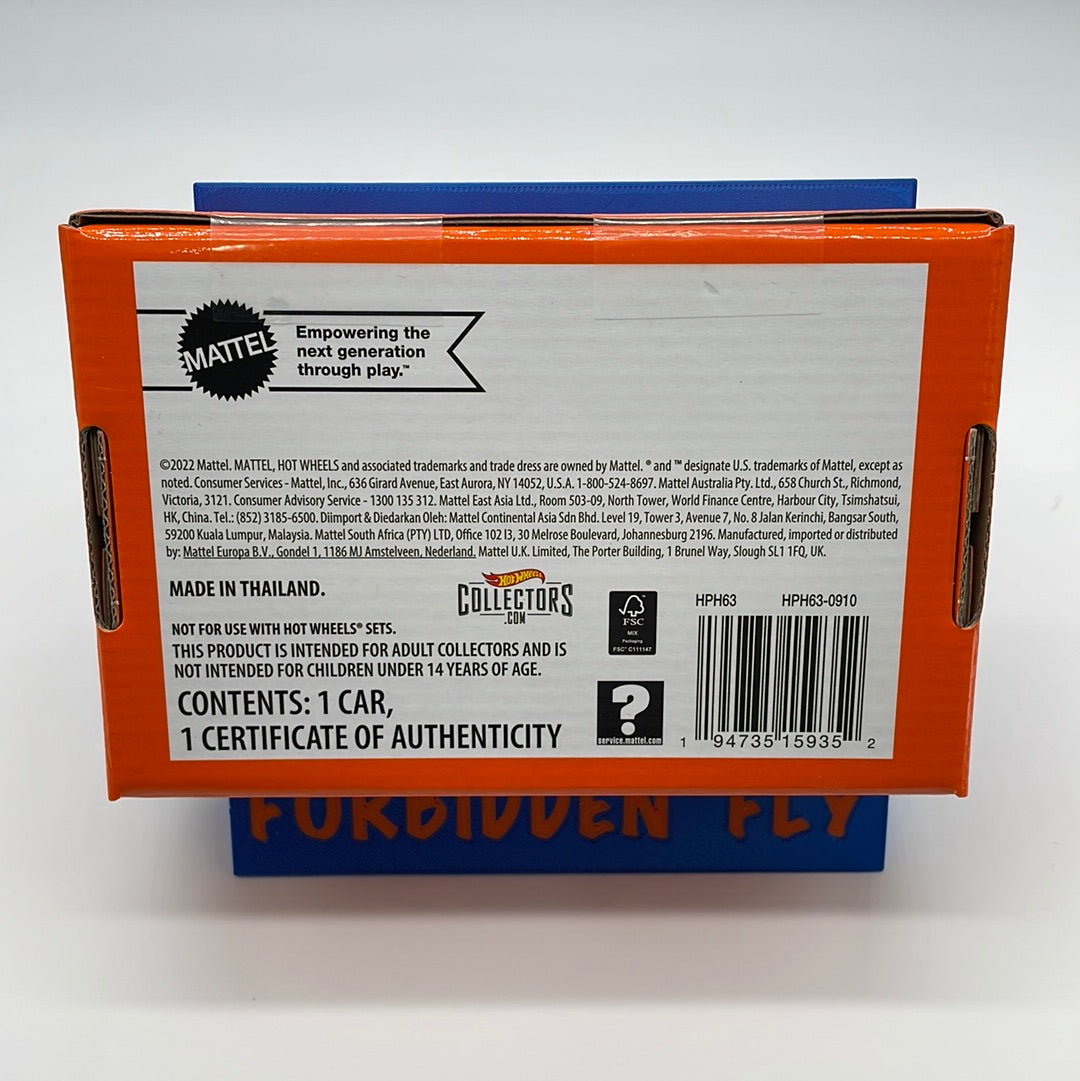 MATTEL
Empowering the
next generation
through play.™
©2022 Mattel. MATTEL, HOT WHEELS and associated trademarks and trade dress are owned by Mattel. ® and ™ designate U.S. trademarks of Mattel, except as
noted. Consumer Services - Mattel, Inc., 636 Girard Avenue, East Aurora, NY 14052, U.S.A. 1-800-524-8697. Mattel Australia Pty. Ltd., 658 Church St., Richmond,
Victoria, 3121. Consumer Advisory Service - 1300 135 312. Mattel East Asia Ltd., Room 503-09, North Tower, World Finance Centre, Harbour City, Tsimshatsui,
HK, China. Tel.: (852) 3185-6500. Diimport & Diedarkan Oleh: Mattel Continental Asia Sdn Bhd. Level 19, Tower 3, Avenue 7, No. 8 Jalan Kerinchi, Bangsar South,
59200 Kuala Lumpur, Malaysia. Mattel South Africa (PTY) LTD, Office 102 I3, 30 Melrose Boulevard, Johannesburg 2196. Manufactured, imported or distributed
by: Mattel Europa B.V., Gondel 1, 1186 MJ Amstelveen, Nederland. Mattel U.K. Limited, The Porter Building, 1 Brunel Way, Slough SL1 1FQ, UK.
MADE IN THAILAND.
HOT WHEELS
COLLECTORS
.COM
FSC
MIX
Packaging
FSC® C111147
HPH63 HPH63-0910
NOT FOR USE WITH HOT WHEELS® SETS.
THIS PRODUCT IS INTENDED FOR ADULT COLLECTORS AND IS
NOT INTENDED FOR CHILDREN UNDER 14 YEARS OF AGE.
CONTENTS: 1 CAR,
1 CERTIFICATE OF AUTHENTICITY
?
service.mattel.com
1 94735 15935 2
FORBIDDEN FLY